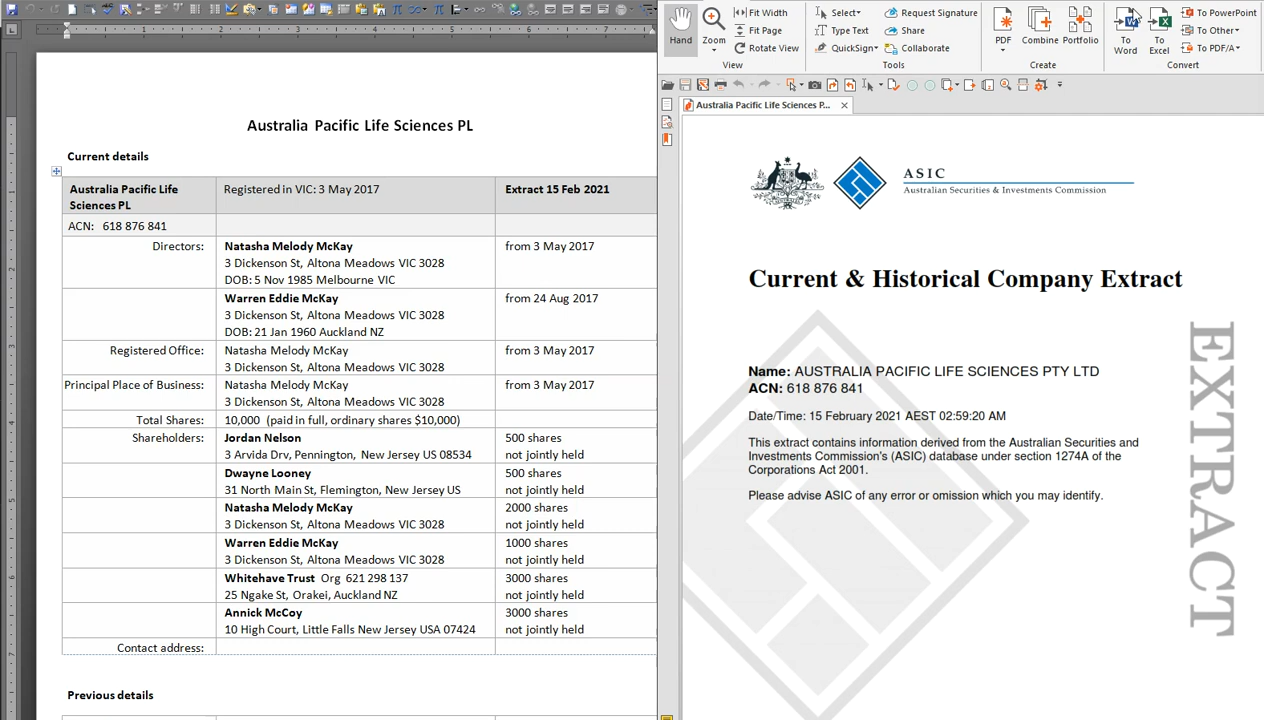 Australia Pacific Life Sciences PL
Current details
Australia Pacific Life Sciences PL
Registered in VIC: 3 May 2017
Extract 15 Feb 2021
ACN: 618 876 841
Directors:
Natasha Melody McKay
from 3 May 2017
3 Dickenson St, Altona Meadows VIC 3028
DOB: 5 Nov 1985 Melbourne VIC
Warren Eddie McKay
from 24 Aug 2017
3 Dickenson St, Altona Meadows VIC 3028
DOB: 21 Jan 1960 Auckland NZ
Registered Office:
Natasha Melody McKay
from 3 May 2017
3 Dickenson St, Altona Meadows VIC 3028
Principal Place of Business:
Natasha Melody McKay
from 3 May 2017
3 Dickenson St, Altona Meadows VIC 3028
Total Shares:
10,000 (paid in full, ordinary shares $10,000)
Shareholders:
Jordan Nelson
500 shares
3 Arvida Drv, Pennington, New Jersey US 08534
not jointly held
Dwayne Looney
500 shares
31 North Main St, Flemington, New Jersey US
not jointly held
Natasha Melody McKay
2000 shares
3 Dickenson St, Altona Meadows VIC 3028
not jointly held
Warren Eddie McKay
1000 shares
3 Dickenson St, Altona Meadows VIC 3028
not jointly held
Whitehave Trust Org 621 298 137
3000 shares
25 Ngake St, Orakei, Auckland NZ
not jointly held
Annick McCoy
3000 shares
10 High Court, Little Falls New Jersey USA 07424
not jointly held
Contact address:
Previous details
Hand
Zoom
Fit Width
Fit Page
Rotate View
View
Select
Type Text
QuickSign
Request Signature
Share
Collaborate
Tools
PDF
Combine
Portfolio
Create
To Word
To Excel
To PowerPoint
To Other
To PDF/A
Convert
Australia Pacific Life Sciences P...
ASIC
Australian Securities & Investments Commission
Current & Historical Company Extract
Name: AUSTRALIA PACIFIC LIFE SCIENCES PTY LTD
ACN: 618 876 841
Date/Time: 15 February 2021 AEST 02:59:20 AM
This extract contains information derived from the Australian Securities and
Investments Commission's (ASIC) database under section 1274A of the
Corporations Act 2001.
Please advise ASIC of any error or omission which you may identify.
EXTRACT